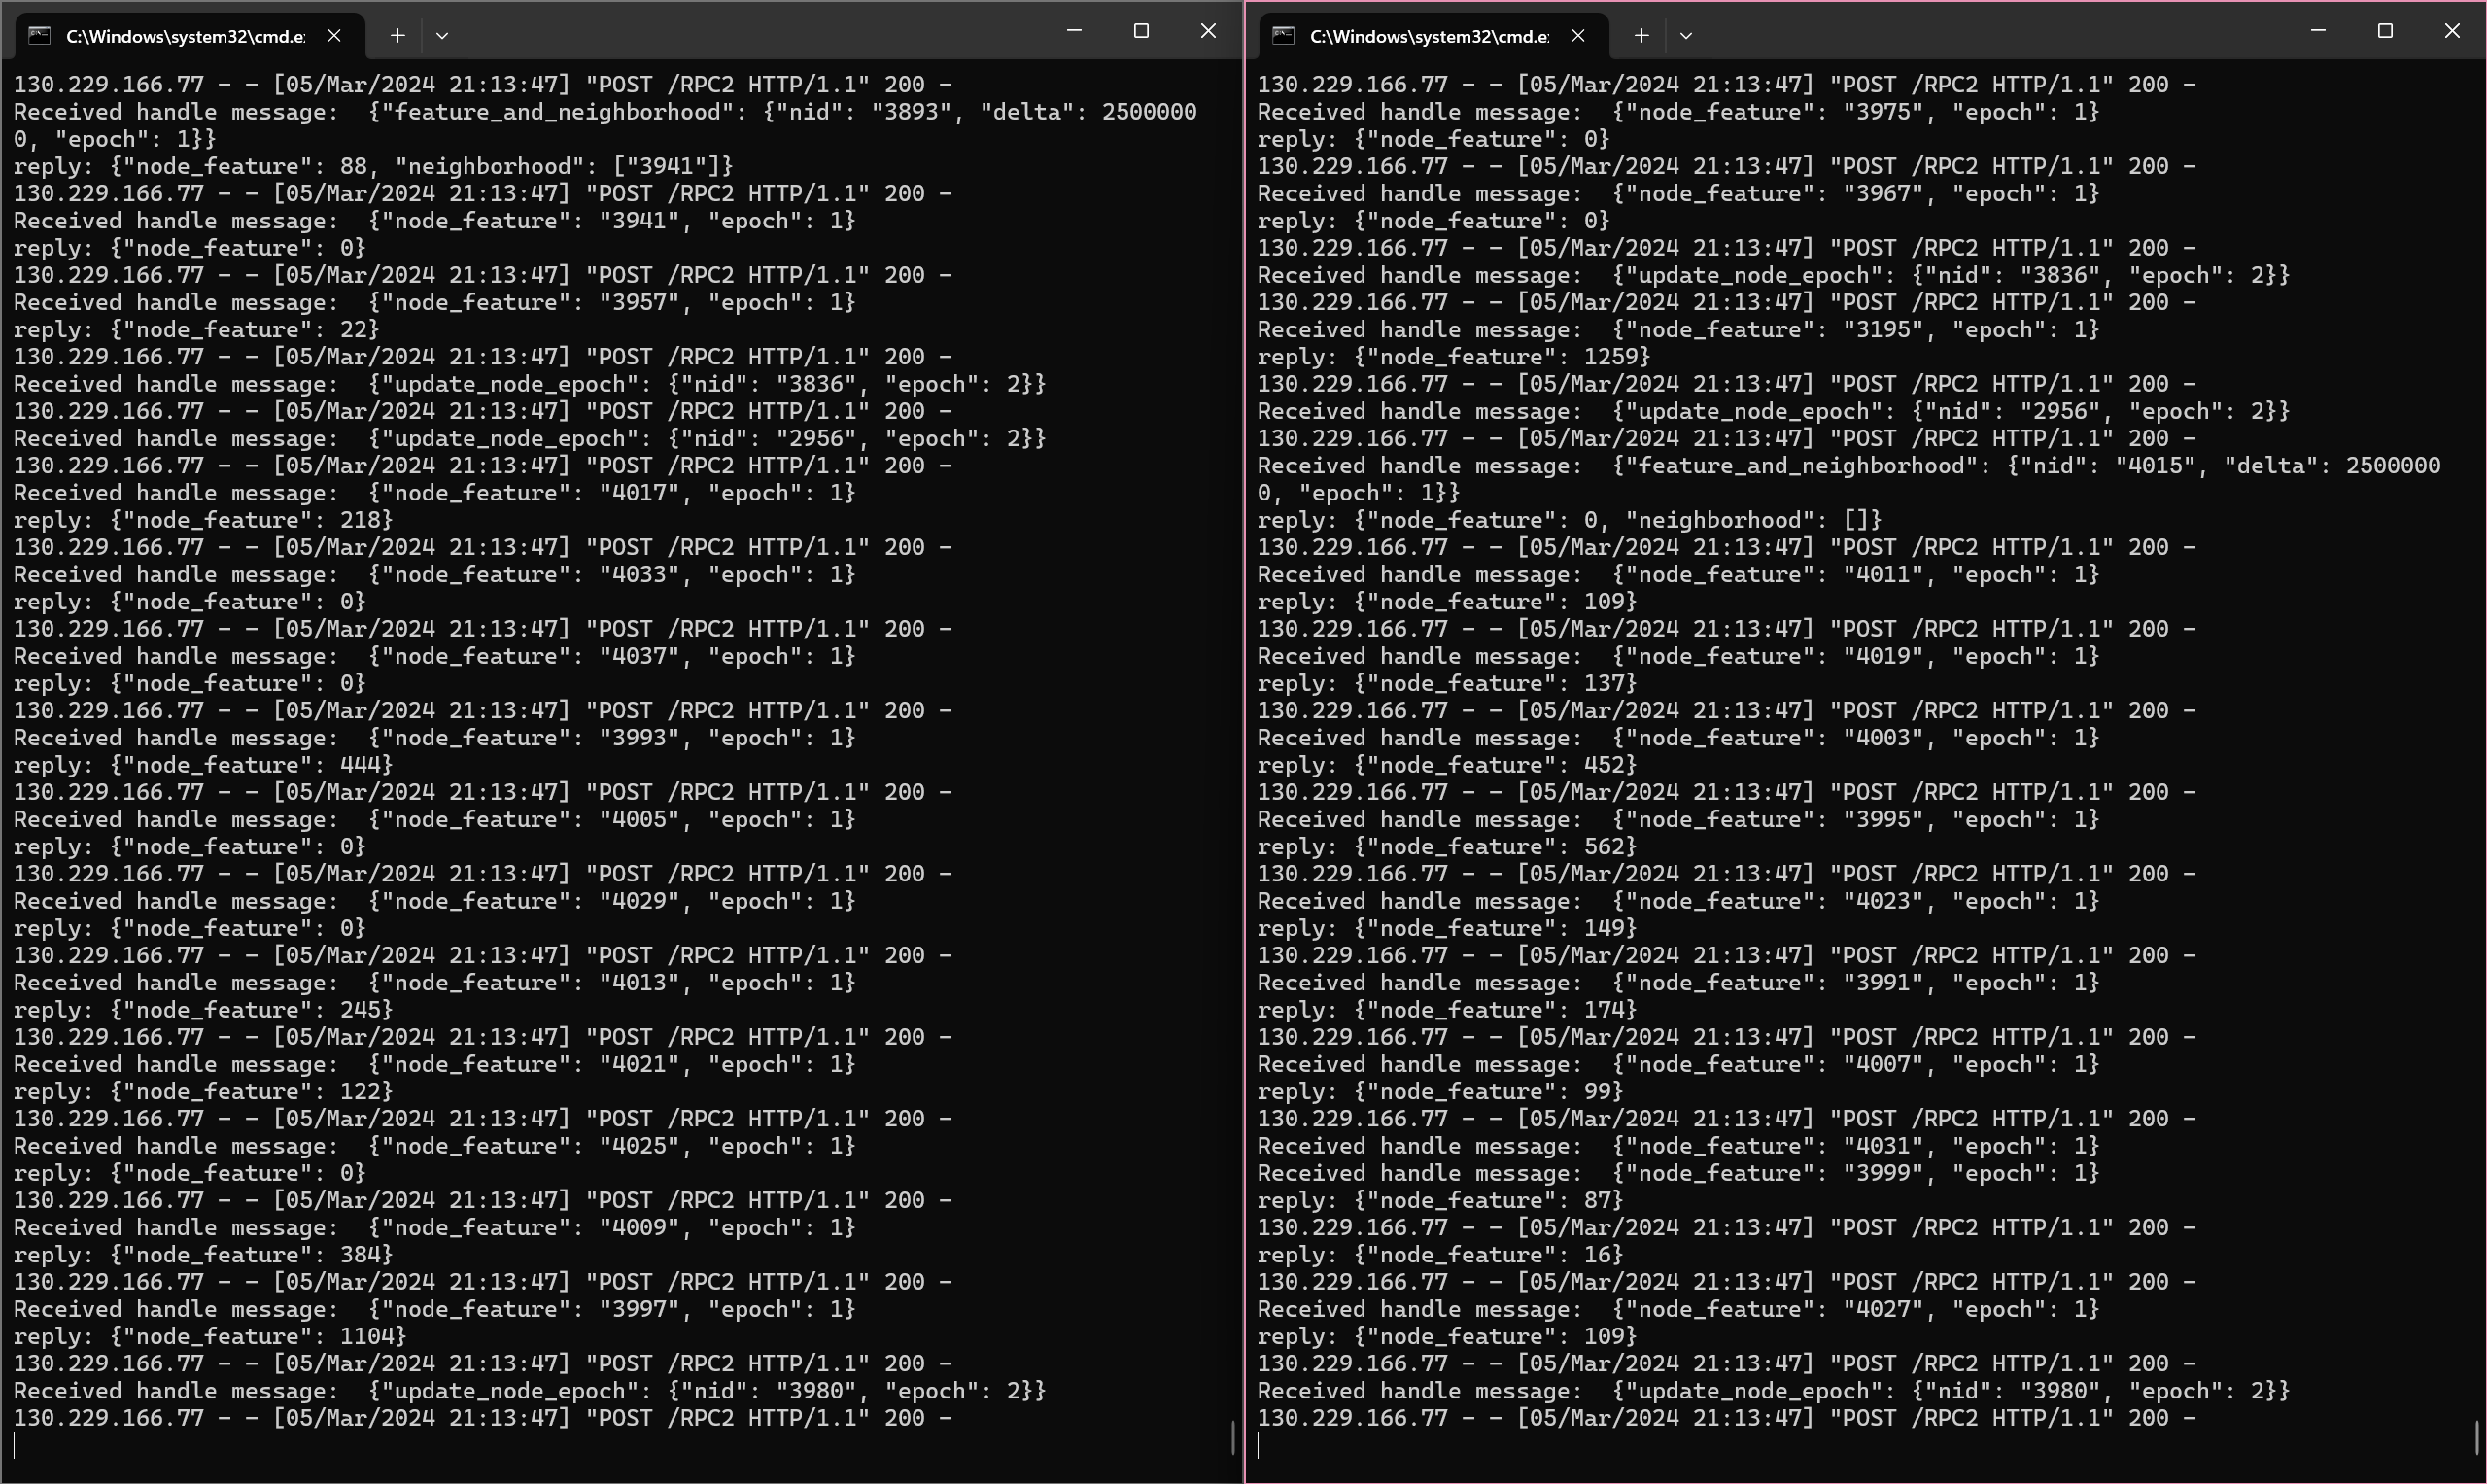 C:\Windows\system32\cmd.e
130.229.166.77 - - [05/Mar/2024 21:13:47] "POST /RPC2 HTTP/1.1" 200 -
Received handle message:  {"feature_and_neighborhood": {"nid": "3893", "delta": 2500000
0, "epoch": 1}}
reply: {"node_feature": 88, "neighborhood": ["3941"]}
130.229.166.77 - - [05/Mar/2024 21:13:47] "POST /RPC2 HTTP/1.1" 200 -
Received handle message:  {"node_feature": "3941", "epoch": 1}
reply: {"node_feature": 0}
130.229.166.77 - - [05/Mar/2024 21:13:47] "POST /RPC2 HTTP/1.1" 200 -
Received handle message:  {"node_feature": "3957", "epoch": 1}
reply: {"node_feature": 22}
130.229.166.77 - - [05/Mar/2024 21:13:47] "POST /RPC2 HTTP/1.1" 200 -
Received handle message:  {"update_node_epoch": {"nid": "3836", "epoch": 2}}
130.229.166.77 - - [05/Mar/2024 21:13:47] "POST /RPC2 HTTP/1.1" 200 -
Received handle message:  {"update_node_epoch": {"nid": "2956", "epoch": 2}}
130.229.166.77 - - [05/Mar/2024 21:13:47] "POST /RPC2 HTTP/1.1" 200 -
Received handle message:  {"node_feature": "4017", "epoch": 1}
reply: {"node_feature": 218}
130.229.166.77 - - [05/Mar/2024 21:13:47] "POST /RPC2 HTTP/1.1" 200 -
Received handle message:  {"node_feature": "4033", "epoch": 1}
reply: {"node_feature": 0}
130.229.166.77 - - [05/Mar/2024 21:13:47] "POST /RPC2 HTTP/1.1" 200 -
Received handle message:  {"node_feature": "4037", "epoch": 1}
reply: {"node_feature": 0}
130.229.166.77 - - [05/Mar/2024 21:13:47] "POST /RPC2 HTTP/1.1" 200 -
Received handle message:  {"node_feature": "3993", "epoch": 1}
reply: {"node_feature": 444}
130.229.166.77 - - [05/Mar/2024 21:13:47] "POST /RPC2 HTTP/1.1" 200 -
Received handle message:  {"node_feature": "4005", "epoch": 1}
reply: {"node_feature": 0}
130.229.166.77 - - [05/Mar/2024 21:13:47] "POST /RPC2 HTTP/1.1" 200 -
Received handle message:  {"node_feature": "4029", "epoch": 1}
reply: {"node_feature": 0}
130.229.166.77 - - [05/Mar/2024 21:13:47] "POST /RPC2 HTTP/1.1" 200 -
Received handle message:  {"node_feature": "4013", "epoch": 1}
reply: {"node_feature": 245}
130.229.166.77 - - [05/Mar/2024 21:13:47] "POST /RPC2 HTTP/1.1" 200 -
Received handle message:  {"node_feature": "4021", "epoch": 1}
reply: {"node_feature": 122}
130.229.166.77 - - [05/Mar/2024 21:13:47] "POST /RPC2 HTTP/1.1" 200 -
Received handle message:  {"node_feature": "4025", "epoch": 1}
reply: {"node_feature": 0}
130.229.166.77 - - [05/Mar/2024 21:13:47] "POST /RPC2 HTTP/1.1" 200 -
Received handle message:  {"node_feature": "4009", "epoch": 1}
reply: {"node_feature": 384}
130.229.166.77 - - [05/Mar/2024 21:13:47] "POST /RPC2 HTTP/1.1" 200 -
Received handle message:  {"node_feature": "3997", "epoch": 1}
reply: {"node_feature": 1104}
130.229.166.77 - - [05/Mar/2024 21:13:47] "POST /RPC2 HTTP/1.1" 200 -
Received handle message:  {"update_node_epoch": {"nid": "3980", "epoch": 2}}
130.229.166.77 - - [05/Mar/2024 21:13:47] "POST /RPC2 HTTP/1.1" 200 -
C:\Windows\system32\cmd.e
130.229.166.77 - - [05/Mar/2024 21:13:47] "POST /RPC2 HTTP/1.1" 200 -
Received handle message:  {"node_feature": "3975", "epoch": 1}
reply: {"node_feature": 0}
130.229.166.77 - - [05/Mar/2024 21:13:47] "POST /RPC2 HTTP/1.1" 200 -
Received handle message:  {"node_feature": "3967", "epoch": 1}
reply: {"node_feature": 0}
130.229.166.77 - - [05/Mar/2024 21:13:47] "POST /RPC2 HTTP/1.1" 200 -
Received handle message:  {"update_node_epoch": {"nid": "3836", "epoch": 2}}
130.229.166.77 - - [05/Mar/2024 21:13:47] "POST /RPC2 HTTP/1.1" 200 -
Received handle message:  {"node_feature": "3195", "epoch": 1}
reply: {"node_feature": 1259}
130.229.166.77 - - [05/Mar/2024 21:13:47] "POST /RPC2 HTTP/1.1" 200 -
Received handle message:  {"update_node_epoch": {"nid": "2956", "epoch": 2}}
130.229.166.77 - - [05/Mar/2024 21:13:47] "POST /RPC2 HTTP/1.1" 200 -
Received handle message:  {"feature_and_neighborhood": {"nid": "4015", "delta": 2500000
0, "epoch": 1}}
reply: {"node_feature": 0, "neighborhood": []}
130.229.166.77 - - [05/Mar/2024 21:13:47] "POST /RPC2 HTTP/1.1" 200 -
Received handle message:  {"node_feature": "4011", "epoch": 1}
reply: {"node_feature": 109}
130.229.166.77 - - [05/Mar/2024 21:13:47] "POST /RPC2 HTTP/1.1" 200 -
Received handle message:  {"node_feature": "4019", "epoch": 1}
reply: {"node_feature": 137}
130.229.166.77 - - [05/Mar/2024 21:13:47] "POST /RPC2 HTTP/1.1" 200 -
Received handle message:  {"node_feature": "4003", "epoch": 1}
reply: {"node_feature": 452}
130.229.166.77 - - [05/Mar/2024 21:13:47] "POST /RPC2 HTTP/1.1" 200 -
Received handle message:  {"node_feature": "3995", "epoch": 1}
reply: {"node_feature": 562}
130.229.166.77 - - [05/Mar/2024 21:13:47] "POST /RPC2 HTTP/1.1" 200 -
Received handle message:  {"node_feature": "4023", "epoch": 1}
reply: {"node_feature": 149}
130.229.166.77 - - [05/Mar/2024 21:13:47] "POST /RPC2 HTTP/1.1" 200 -
Received handle message:  {"node_feature": "3991", "epoch": 1}
reply: {"node_feature": 174}
130.229.166.77 - - [05/Mar/2024 21:13:47] "POST /RPC2 HTTP/1.1" 200 -
Received handle message:  {"node_feature": "4007", "epoch": 1}
reply: {"node_feature": 99}
130.229.166.77 - - [05/Mar/2024 21:13:47] "POST /RPC2 HTTP/1.1" 200 -
Received handle message:  {"node_feature": "4031", "epoch": 1}
Received handle message:  {"node_feature": "3999", "epoch": 1}
reply: {"node_feature": 87}
130.229.166.77 - - [05/Mar/2024 21:13:47] "POST /RPC2 HTTP/1.1" 200 -
reply: {"node_feature": 16}
130.229.166.77 - - [05/Mar/2024 21:13:47] "POST /RPC2 HTTP/1.1" 200 -
Received handle message:  {"node_feature": "4027", "epoch": 1}
reply: {"node_feature": 109}
130.229.166.77 - - [05/Mar/2024 21:13:47] "POST /RPC2 HTTP/1.1" 200 -
Received handle message:  {"update_node_epoch": {"nid": "3980", "epoch": 2}}
130.229.166.77 - - [05/Mar/2024 21:13:47] "POST /RPC2 HTTP/1.1" 200 -